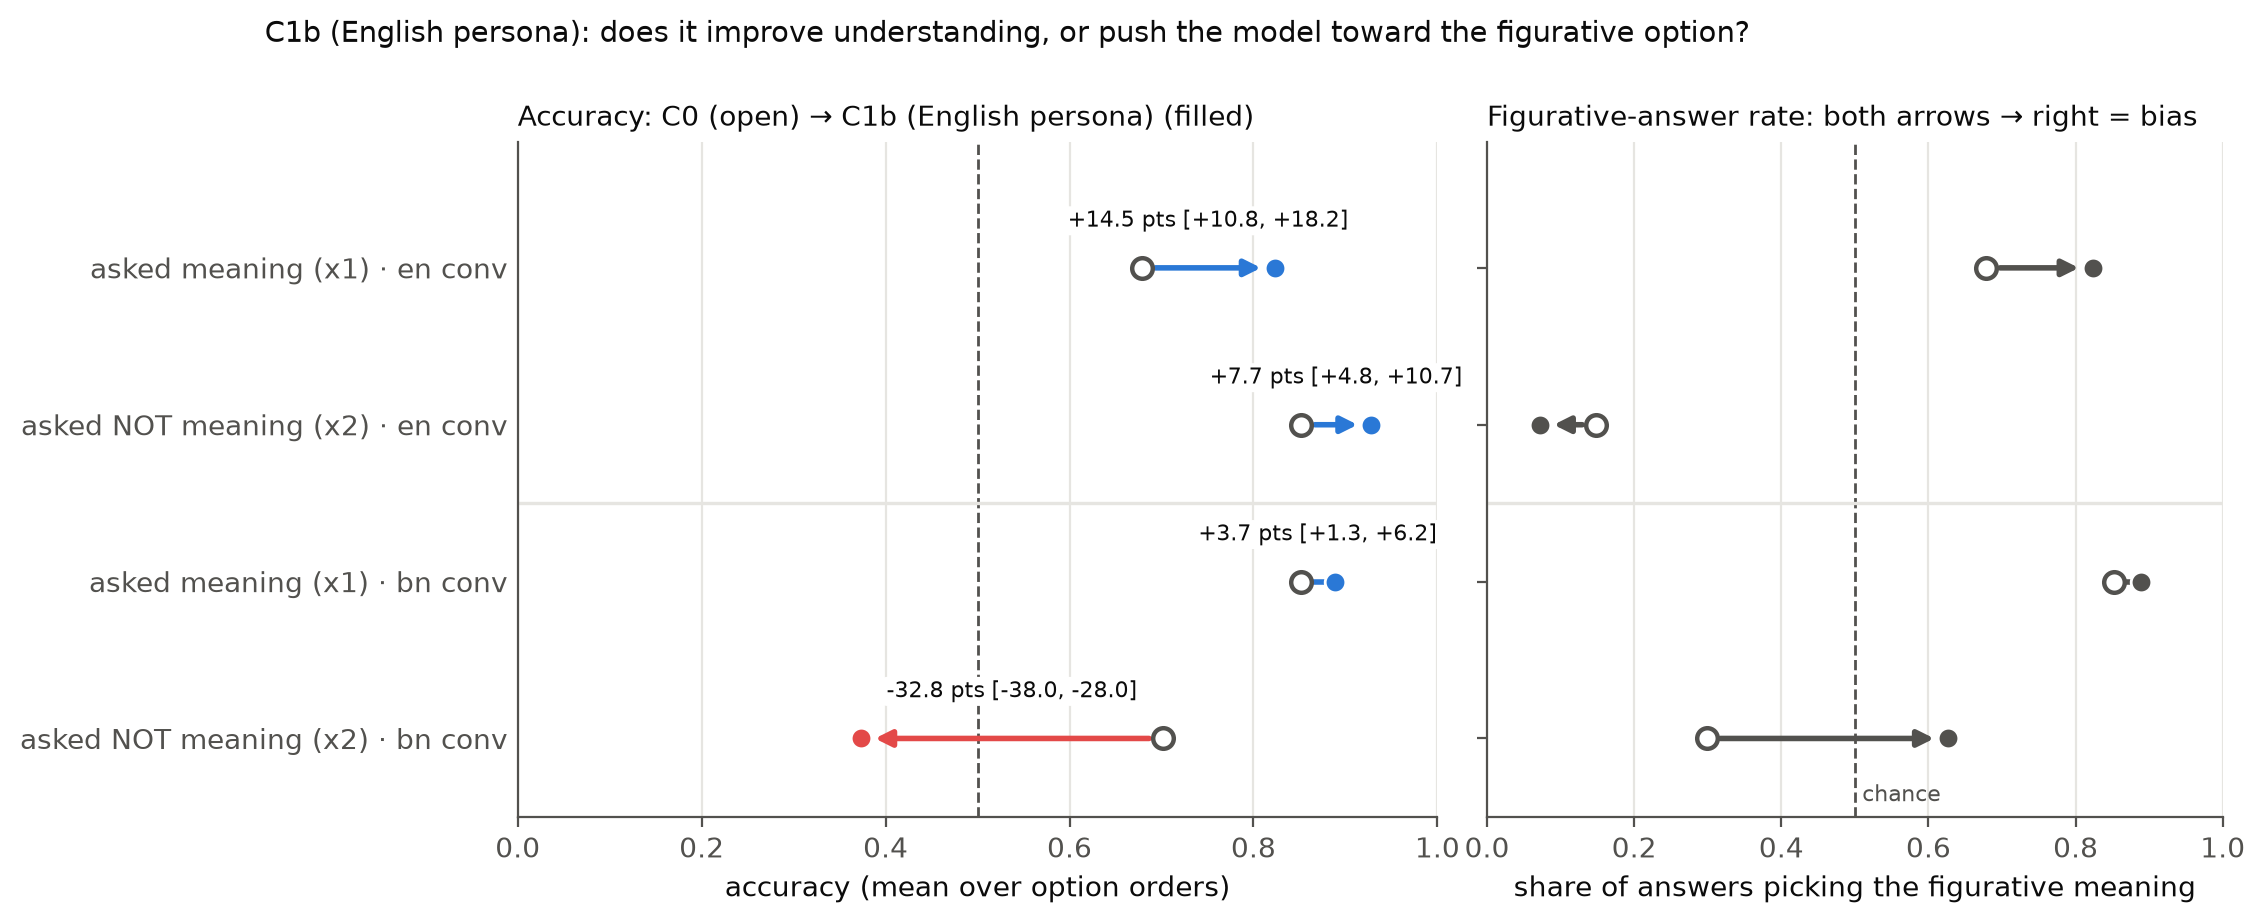 C1b (English persona): does it improve understanding, or push the model toward the figurative option?
Accuracy: C0 (open) → C1b (English persona) (filled)
Figurative-answer rate: both arrows → right = bias
+14.5 pts [+10.8, +18.2]
asked meaning (x1) · en conv
+7.7 pts [+4.8, +10.7]
asked NOT meaning (x2) · en conv
+3.7 pts [+1.3, +6.2]
asked meaning (x1) · bn conv
-32.8 pts [-38.0, -28.0]
asked NOT meaning (x2) · bn conv
chance
0.0 0.2 0.4 0.6 0.8 1.0
0.0 0.2 0.4 0.6 0.8 1.0
accuracy (mean over option orders)
share of answers picking the figurative meaning